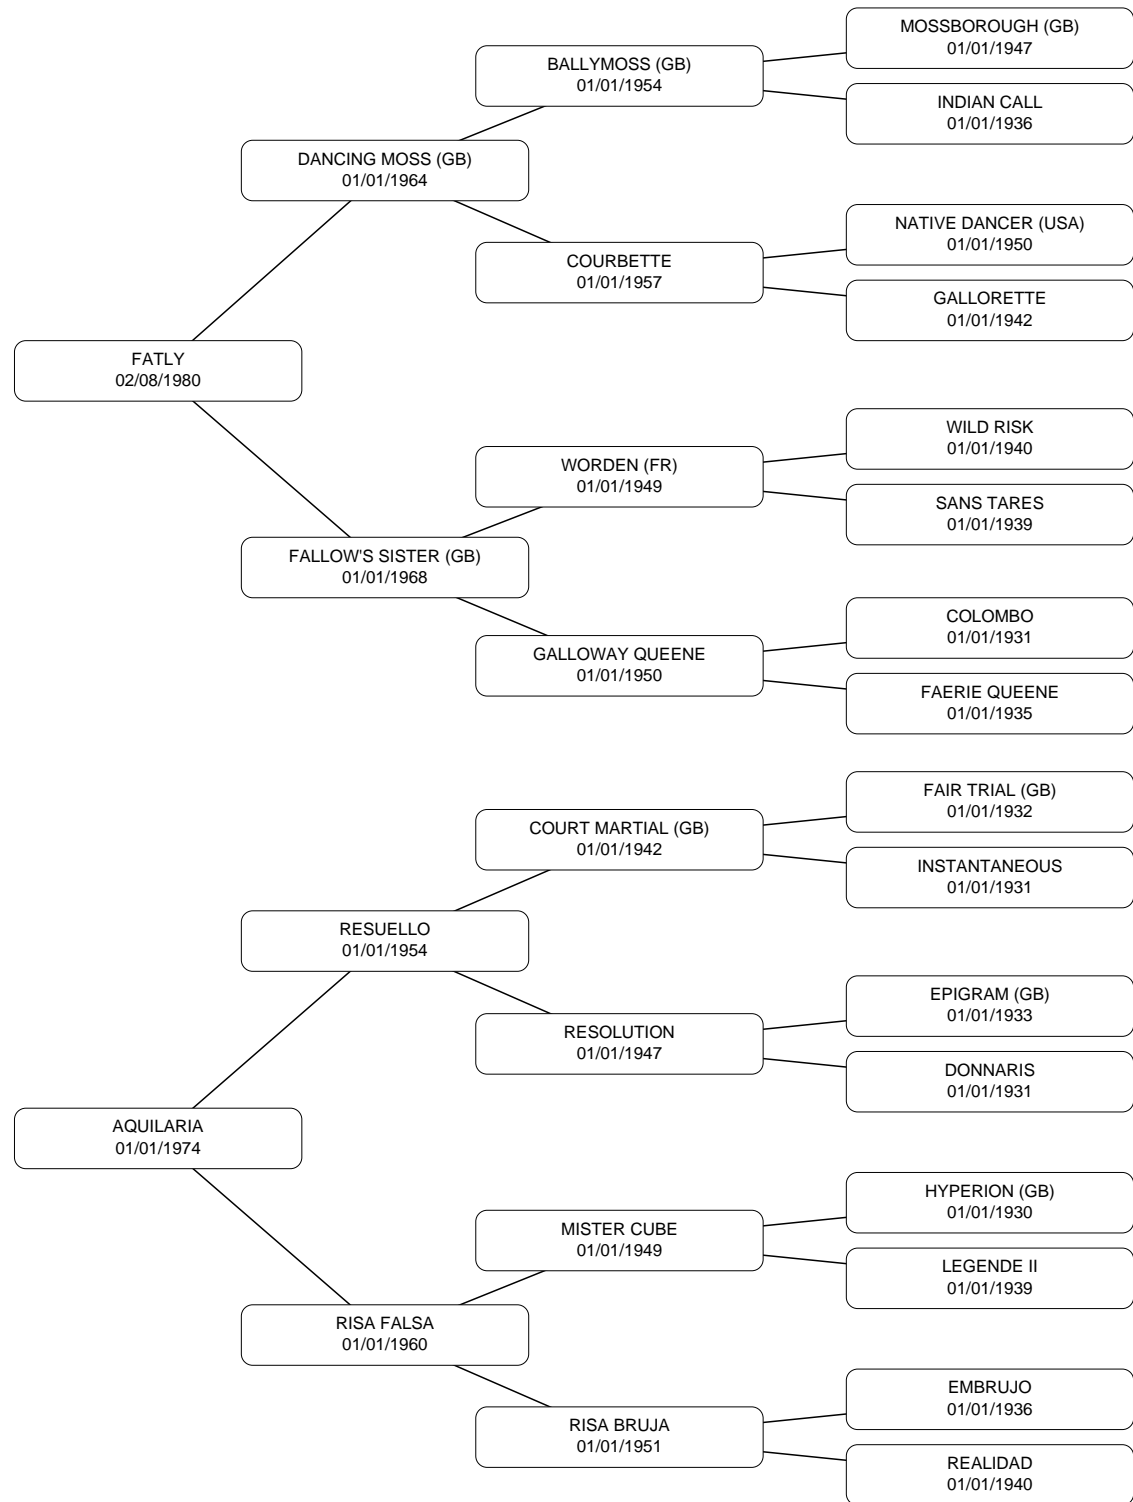 MOSSBOROUGH (GB)
01/01/1947
BALLYMOSS (GB)
01/01/1954
INDIAN CALL
01/01/1936
DANCING MOSS (GB)
01/01/1964
NATIVE DANCER (USA)
01/01/1950
COURBETTE
01/01/1957
GALLORETTE
01/01/1942
FATLY
02/08/1980
WILD RISK
01/01/1940
WORDEN (FR)
01/01/1949
SANS TARES
01/01/1939
FALLOW'S SISTER (GB)
01/01/1968
COLOMBO
01/01/1931
GALLOWAY QUEENE
01/01/1950
FAERIE QUEENE
01/01/1935
FAIR TRIAL (GB)
01/01/1932
COURT MARTIAL (GB)
01/01/1942
INSTANTANEOUS
01/01/1931
RESUELLO
01/01/1954
EPIGRAM (GB)
01/01/1933
RESOLUTION
01/01/1947
DONNARIS
01/01/1931
AQUILARIA
01/01/1974
HYPERION (GB)
01/01/1930
MISTER CUBE
01/01/1949
LEGENDE II
01/01/1939
RISA FALSA
01/01/1960
EMBRUJO
01/01/1936
RISA BRUJA
01/01/1951
REALIDAD
01/01/1940